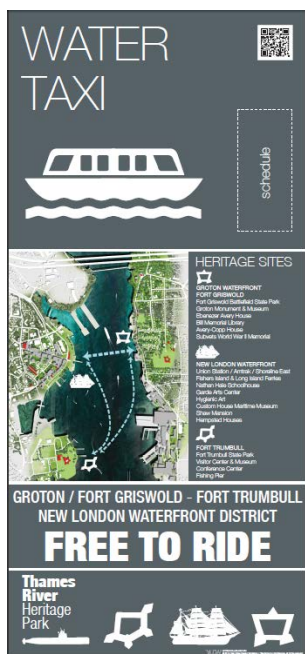 WATER
TAXI
schedule
HERITAGE SITES
GROTON WATERFRONT
FORT GRISWOLD
Fort Griswold Battlefield State Park
Groton Monument & Museum
Ebenezer Avery House
Bill Memorial Library
Avery-Copp House
Subvets World War II Memorial
NEW LONDON WATERFRONT
Union Station / Amtrak / Shoreline East
Fishers Island & Long Island Ferries
Nathan Hale Schoolhouse
Garde Arts Center
Hygienic Art
Custom House Maritime Museum
Shaw Mansion
Hempsted Houses
FORT TRUMBULL
Fort Trumbull State Park
Visitor Center & Museum
Conference Center
Fishing Pier
GROTON / FORT GRISWOLD - FORT TRUMBULL
NEW LONDON WATERFRONT DISTRICT
FREE TO RIDE
Thames
River
Heritage
Park